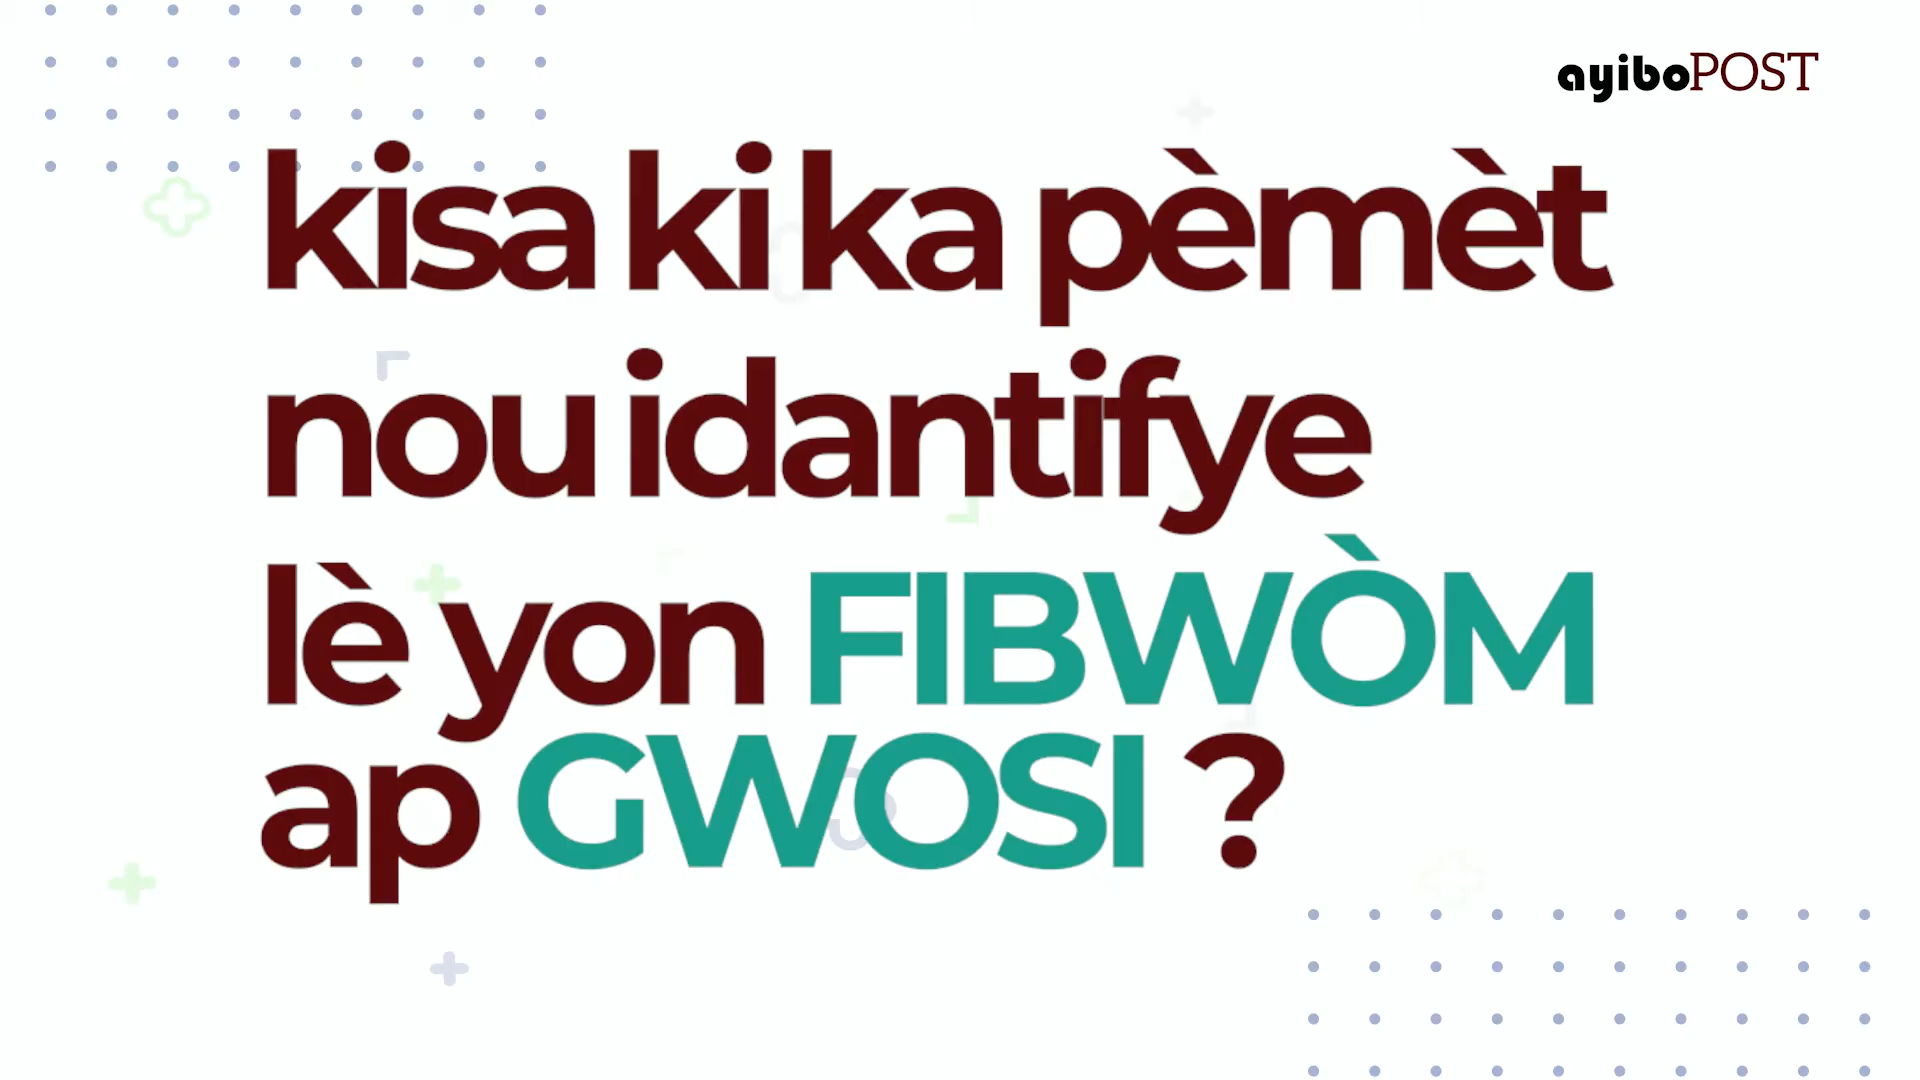 ayiboPOST
kisa ki ka pèmèt
nou idantifye
lè yon FIBWÒM
ap GWOSI ?